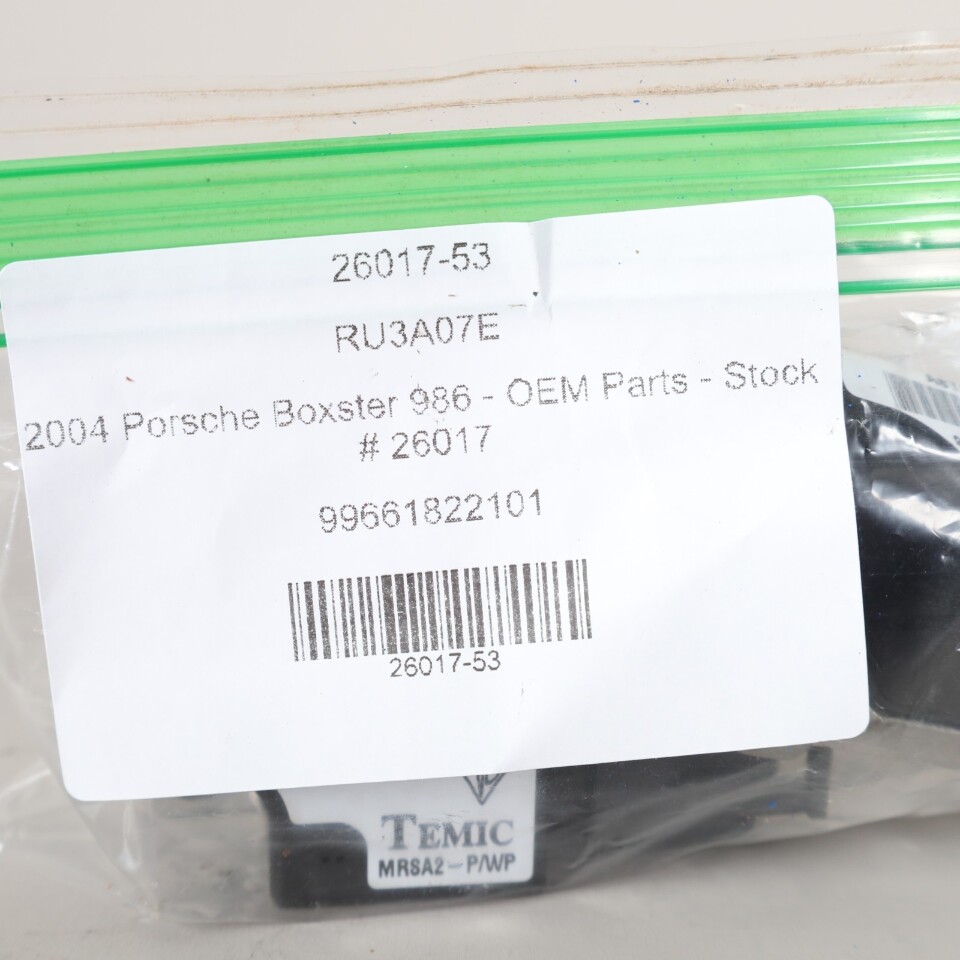 26017-53
RU3A07E
2004 Porsche Boxster 986 - OEM Parts - Stock
# 26017
99661822101
26017-53
TEMIC
MRSA2-P/WP